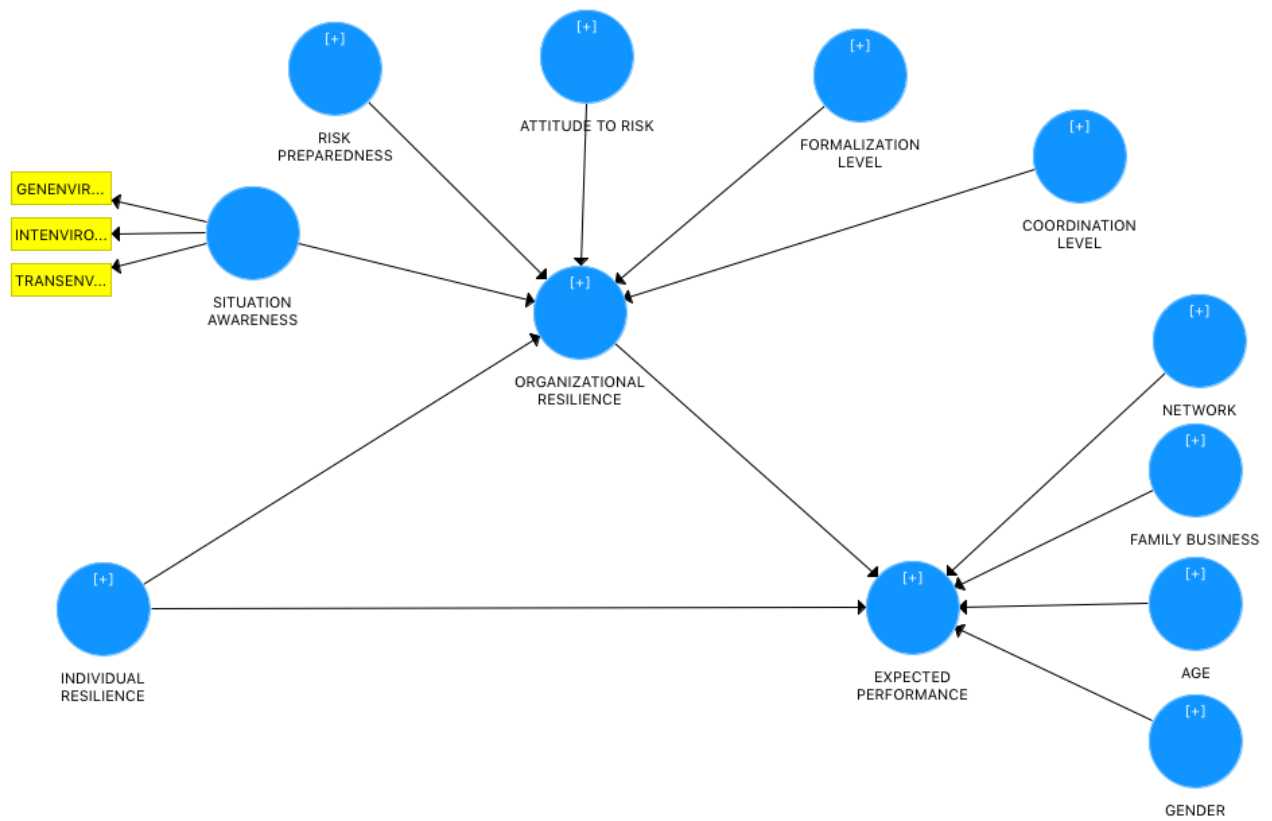 [+]
RISK
PREPAREDNESS
[+]
ATTITUDE TO RISK
[+]
FORMALIZATION
LEVEL
[+]
COORDINATION
LEVEL
GENENVIR...
INTENVIRO...
TRANSENV...
SITUATION
AWARENESS
[+]
ORGANIZATIONAL
RESILIENCE
[+]
NETWORK
[+]
FAMILY BUSINESS
[+]
INDIVIDUAL
RESILIENCE
[+]
EXPECTED
PERFORMANCE
[+]
AGE
[+]
GENDER